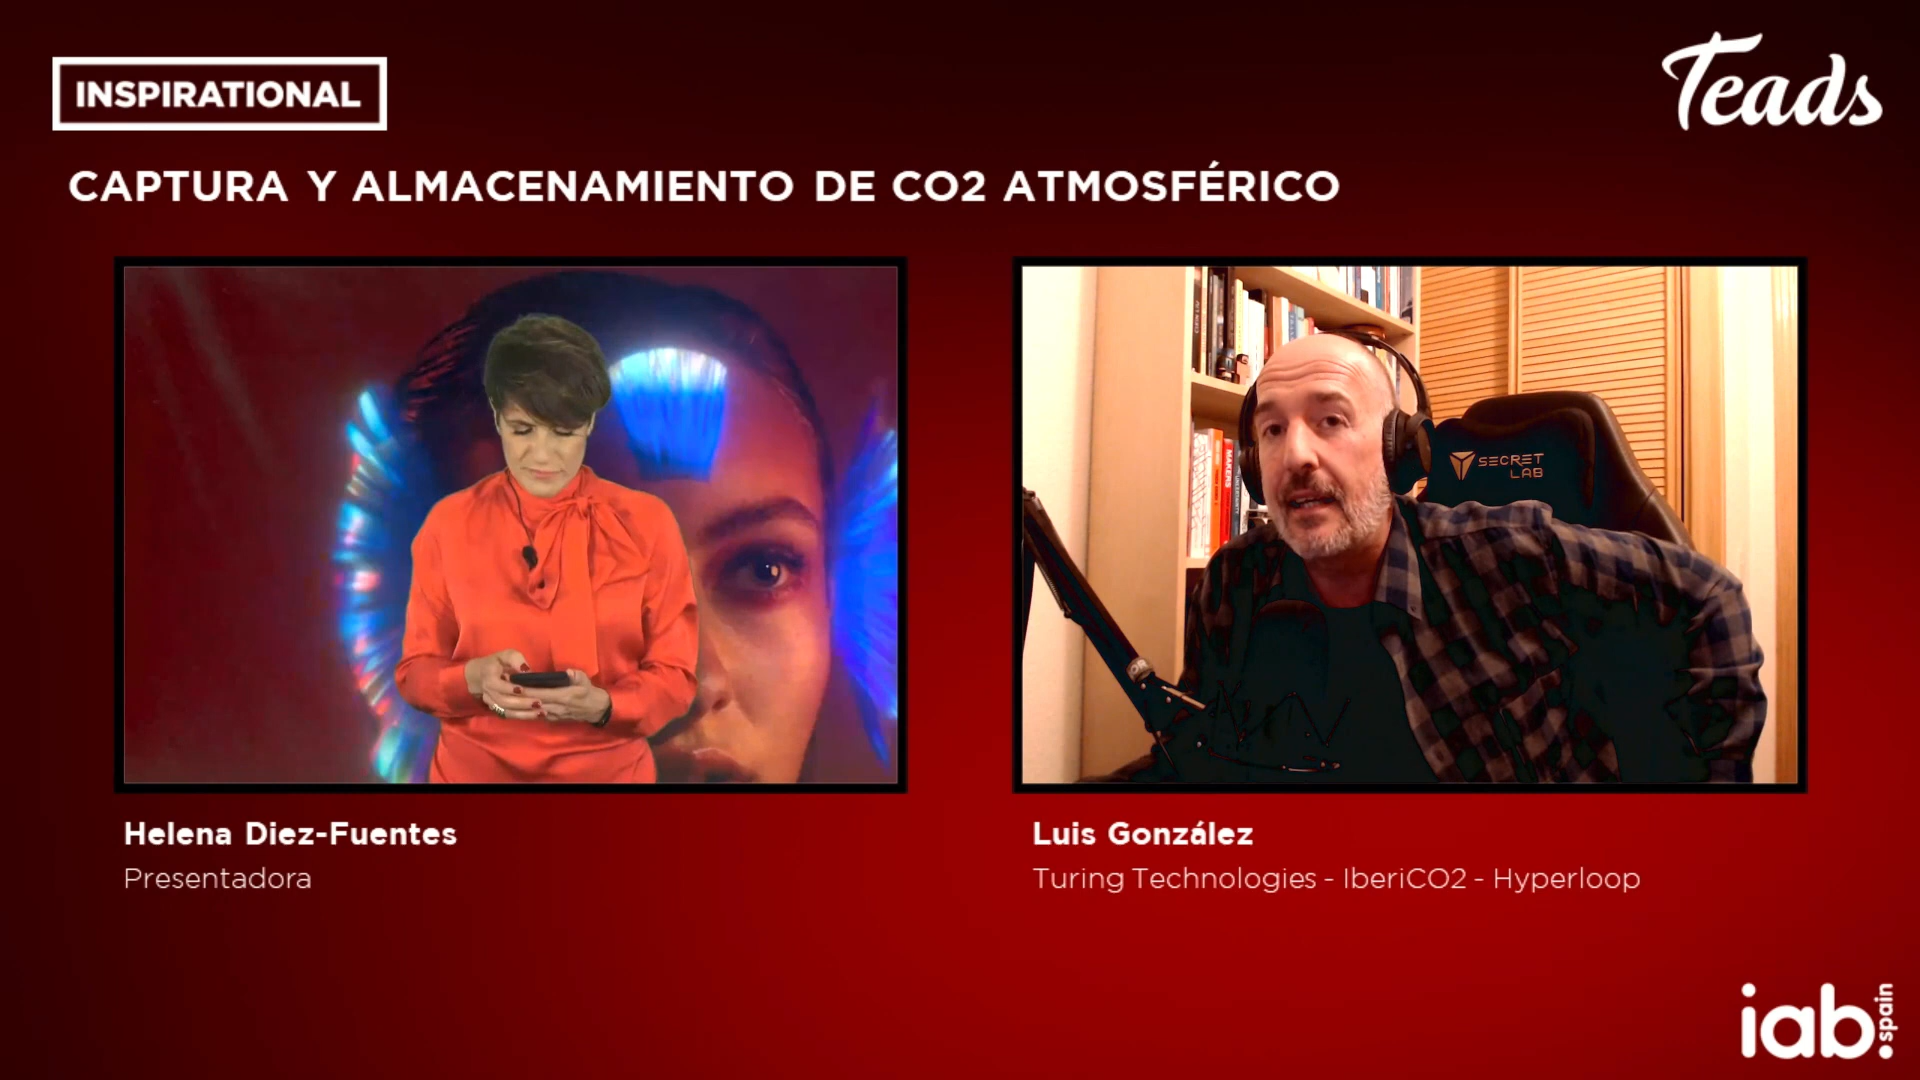 INSPIRATIONAL
Teads
CAPTURA Y ALMACENAMIENTO DE CO2 ATMOSFÉRICO
SECRET
LAB
MAKERS
Helena Diez-Fuentes
Presentadora
Luis González
Turing Technologies - IberiCO2 - Hyperloop
iab.
spain